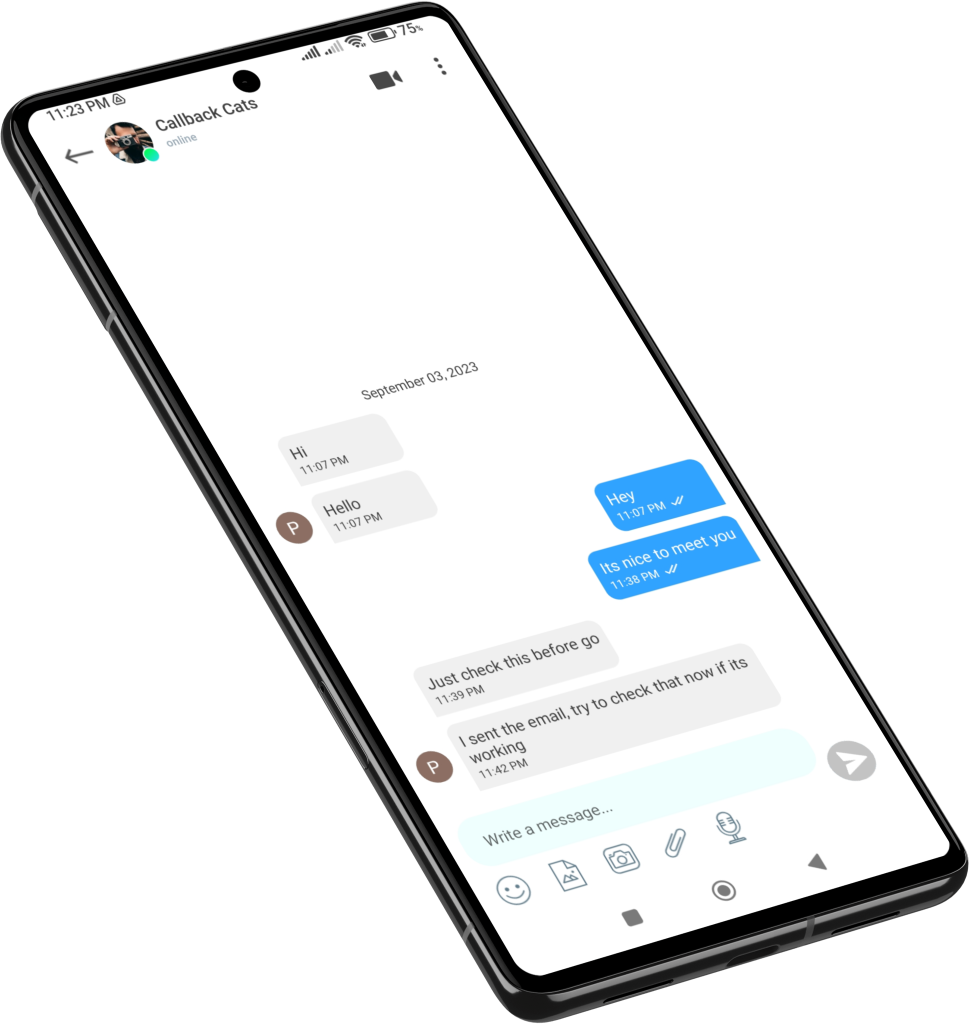 11:23 PM
75%
Callback Cats
online
September 03, 2023
Hi
11:07 PM
Hello
11:07 PM
P
Hey
11:07 PM
Its nice to meet you
11:38 PM
Just check this before go
11:39 PM
I sent the email, try to check that now if its
working
11:42 PM
P
Write a message...